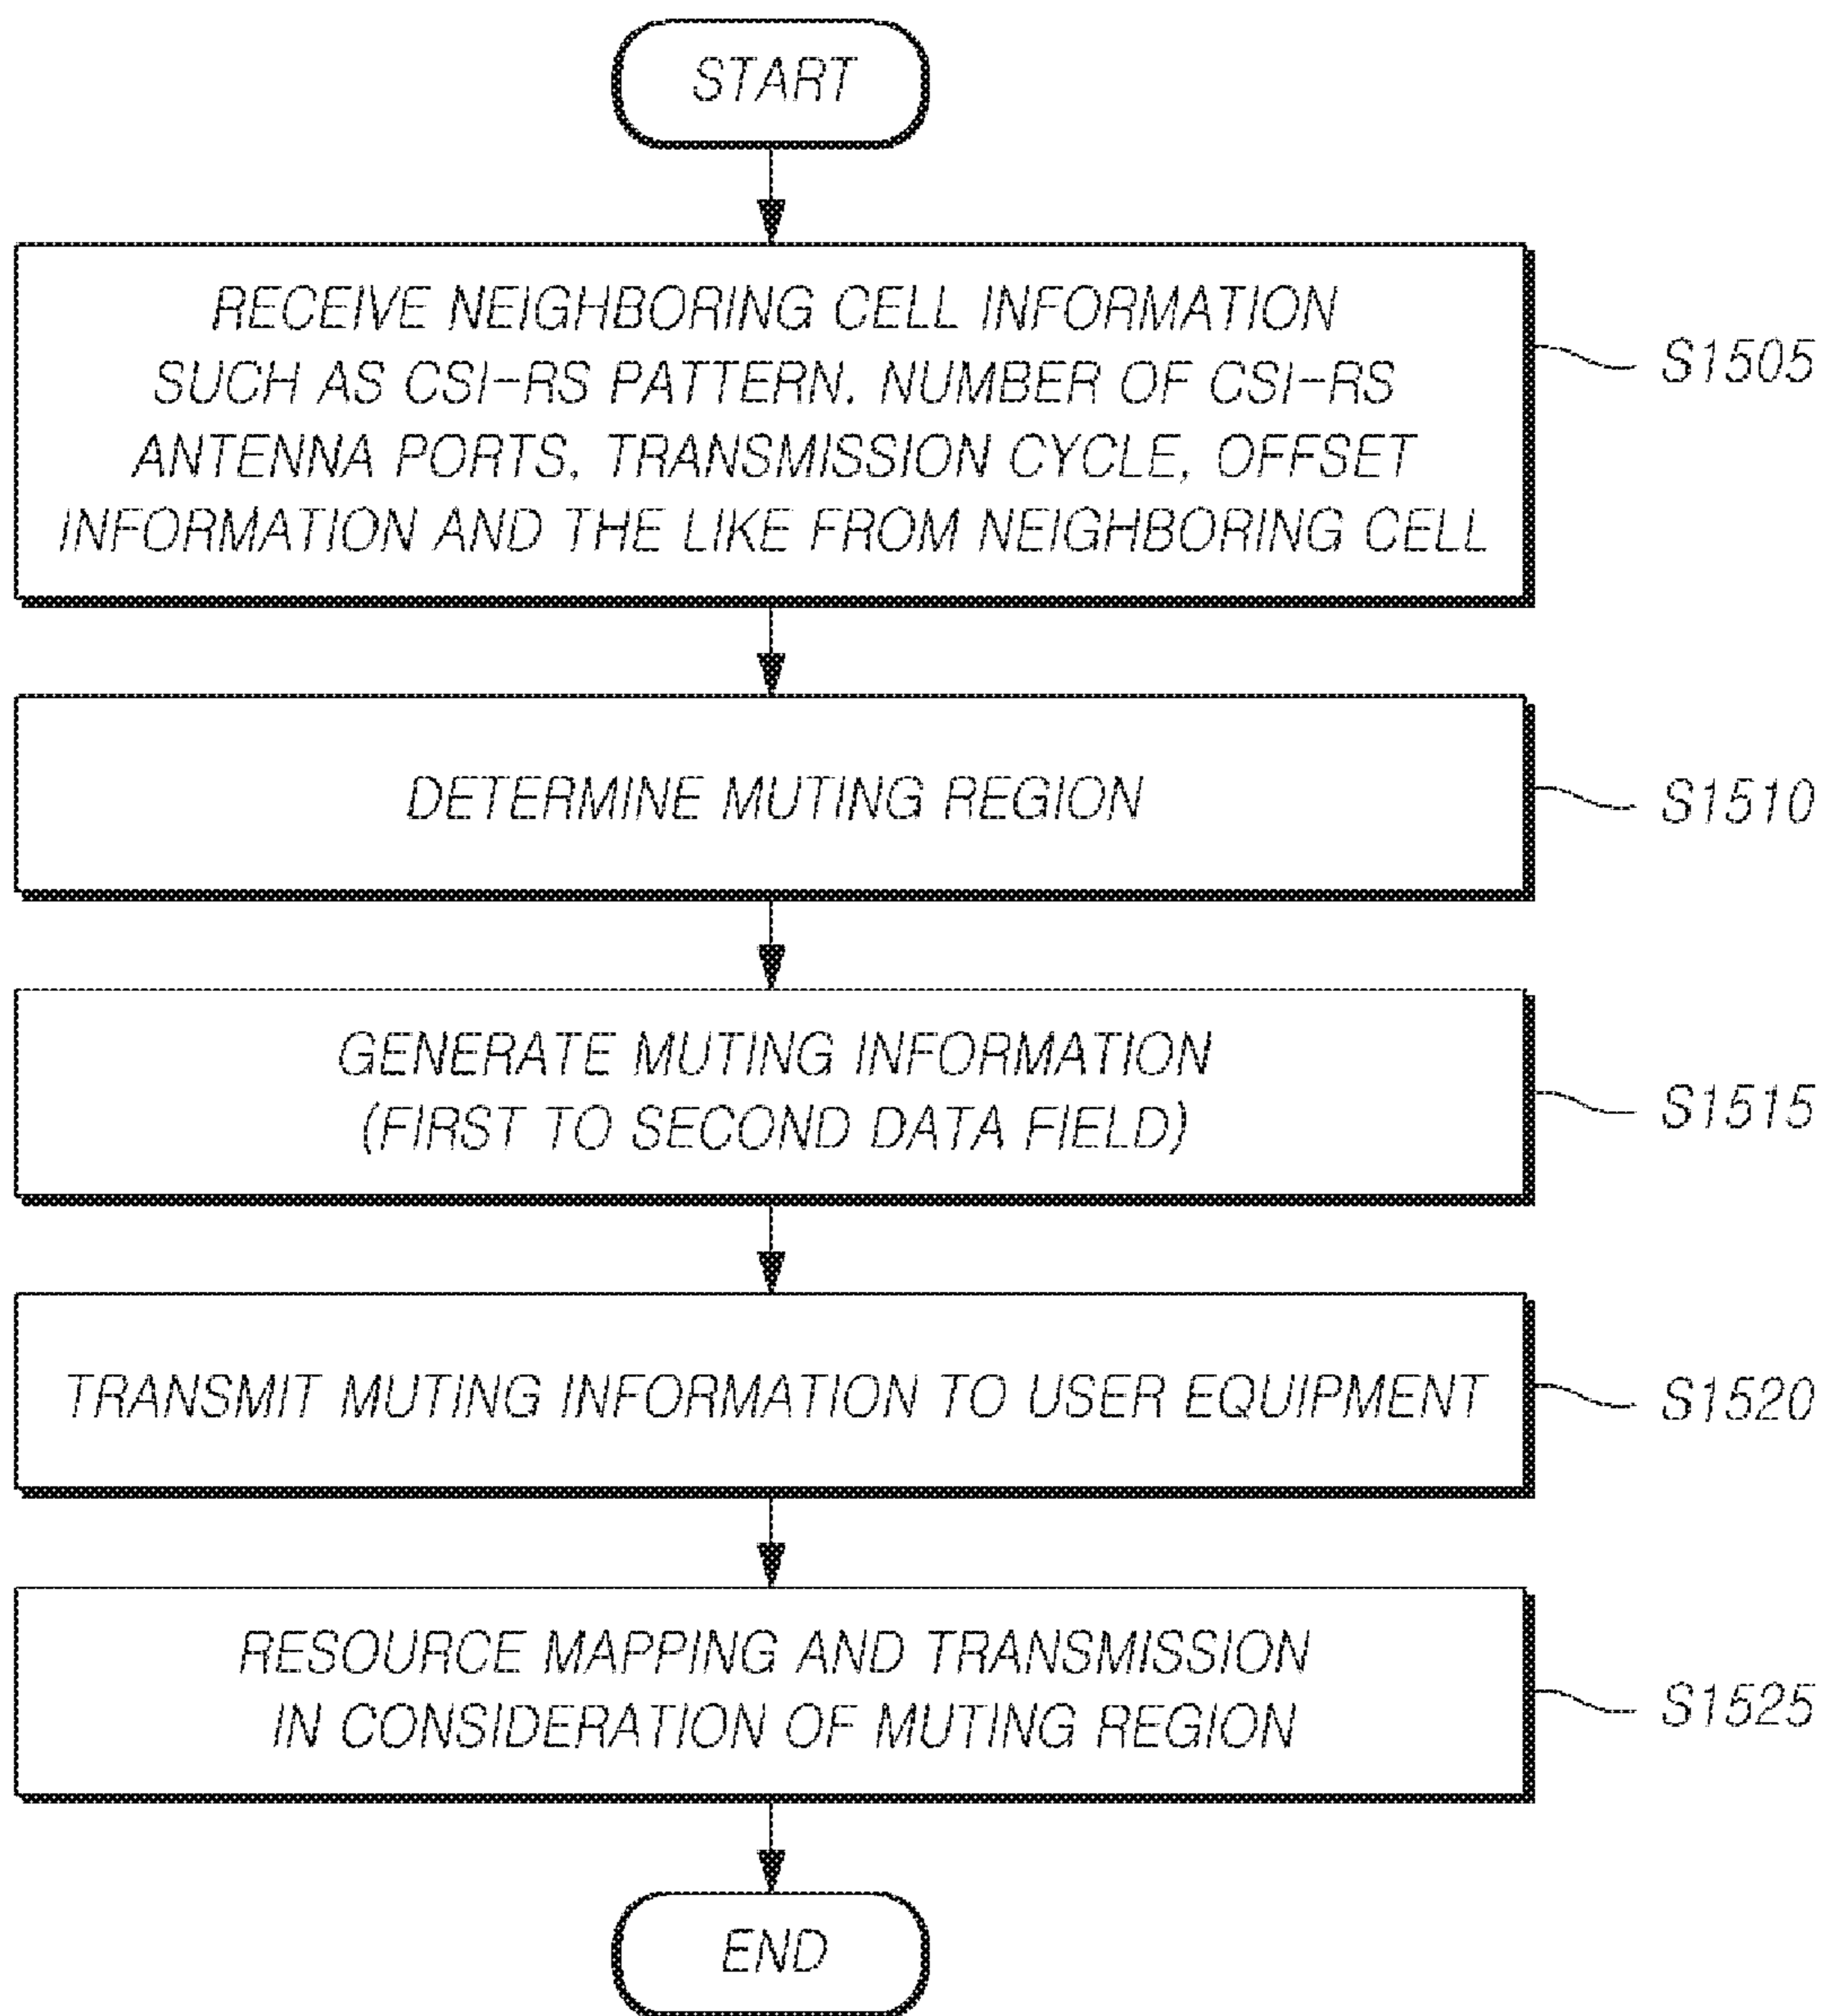 START
RECEIVE NEIGHBORING CELL INFORMATION
SUCH AS CSI-RS PATTERN. NUMBER OF CSI-RS
ANTENNA PORTS, TRANSMISSION CYCLE, OFFSET
INFORMATION AND THE LIKE FROM NEIGHBORING CELL
S1505
DETERMINE MUTING REGION
S1510
GENERATE MUTING INFORMATION
(FIRST TO SECOND DATA FIELD)
S1515
TRANSMIT MUTING INFORMATION TO USER EQUIPMENT
S1520
RESOURCE MAPPING AND TRANSMISSION
IN CONSIDERATION OF MUTING REGION
S1525
END